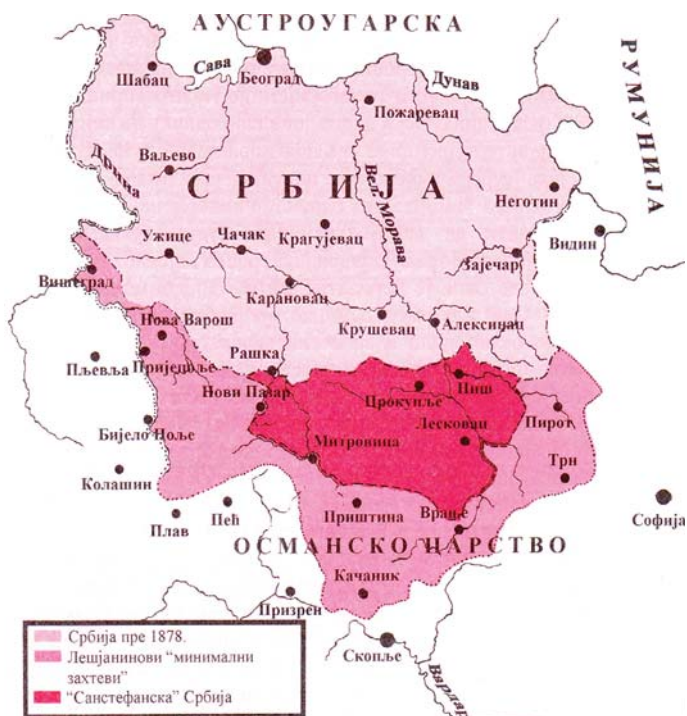 АУСТРОУГАРСКА
РУМУНИЈА
Шабац
Сава
Београд
Дунав
Пожаревац
Дрина
Ваљево
СРБИЈА
Вел. Морава
Неготин
Видин
Ужице
Чачак
Крагујевац
Зајечар
Вишеград
Карановац
Крушевац
Алексинац
Нова Варош
Рашка
Пљевља
Пријепоље
Нови Пазар
Прокупље
Ниш
Пирот
Бијело Поље
Митровица
Лесковац
Колашин
Трн
Плав
Пећ
Приштина
Врање
Софија
ОСМАНСКО ЦАРСТВО
Призрен
Качаник
Скопље
Вардар
Србија пре 1878.
Лешјанинови “минимални
захтеви”
“Санстефанска” Србија